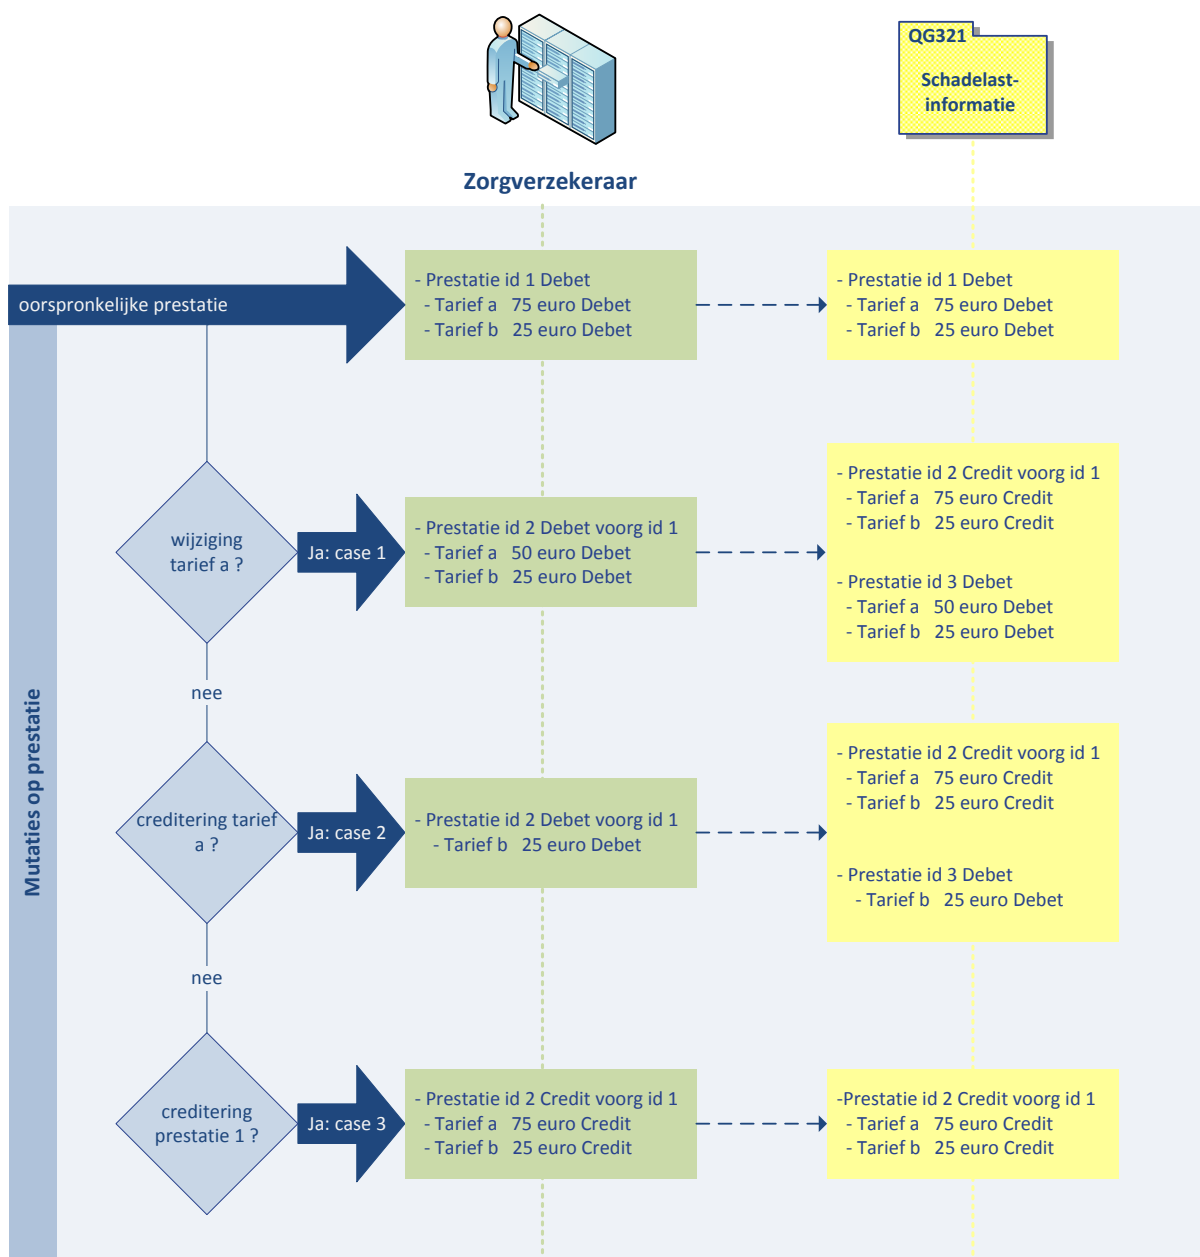 QG321
Schadelast-
informatie
Zorgverzekeraar
oorspronkelijke prestatie
- Prestatie id 1 Debet
- Tarief a 75 euro Debet
- Tarief b 25 euro Debet
- Prestatie id 1 Debet
- Tarief a 75 euro Debet
- Tarief b 25 euro Debet
Mutaties op prestatie
wijziging
tarief a ?
Ja: case 1
- Prestatie id 2 Debet voorg id 1
- Tarief a 50 euro Debet
- Tarief b 25 euro Debet
- Prestatie id 2 Credit voorg id 1
- Tarief a 75 euro Credit
- Tarief b 25 euro Credit
- Prestatie id 3 Debet
- Tarief a 50 euro Debet
- Tarief b 25 euro Debet
nee
creditering tarief
a ?
Ja: case 2
- Prestatie id 2 Debet voorg id 1
- Tarief b 25 euro Debet
- Prestatie id 2 Credit voorg id 1
- Tarief a 75 euro Credit
- Tarief b 25 euro Credit
- Prestatie id 3 Debet
- Tarief b 25 euro Debet
nee
creditering
prestatie 1 ?
Ja: case 3
- Prestatie id 2 Credit voorg id 1
- Tarief a 75 euro Credit
- Tarief b 25 euro Credit
-Prestatie id 2 Credit voorg id 1
- Tarief a 75 euro Credit
- Tarief b 25 euro Credit